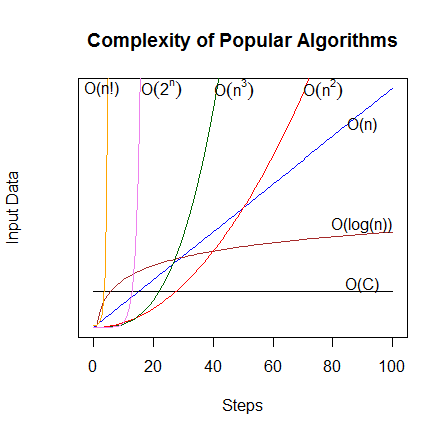 Complexity of Popular Algorithms
O(n!) O(2ⁿ) O(n³) O(n²)
O(n)
O(log(n))
O(C)
Input Data
0 20 40 60 80 100
Steps